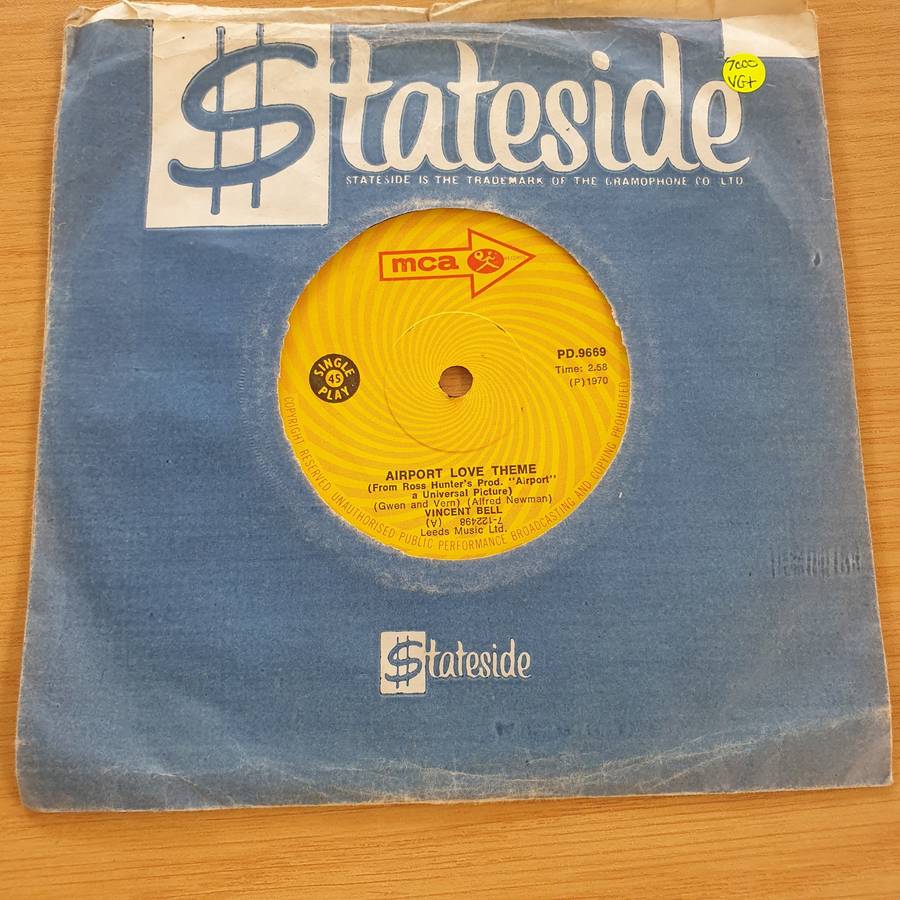 $tateside
STATESIDE IS THE TRADEMARK OF THE GRAMOPHONE CO LTD
7000
VG+
mca
SINGLE
45
PLAY
PD.9669
Time: 2.58
(P)1970
AIRPORT LOVE THEME
(From Ross Hunter's Prod. "Airport"
a Universal Picture)
(Gwen and Vern) (Alfred Newman)
VINCENT BELL
7-122498 (A)
Leeds Music Ltd.
COPYRIGHT RESERVED UNAUTHORISED PUBLIC PERFORMANCE BROADCASTING AND COPYING PROHIBITED
$tateside